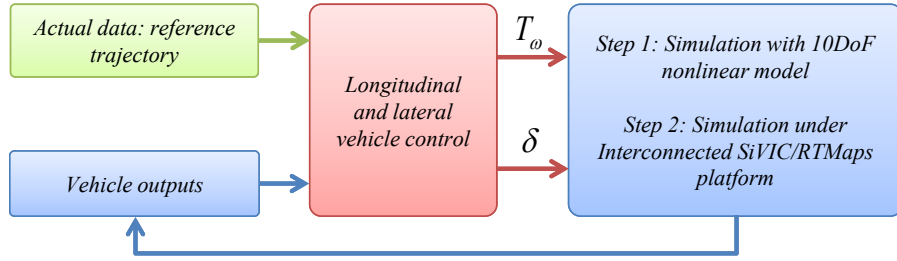 Actual data: reference
trajectory
Vehicle outputs
Longitudinal
and lateral
vehicle control
T_ω
δ
Step 1: Simulation with 10DoF
nonlinear model
Step 2: Simulation under
Interconnected SiVIC/RTMaps
platform